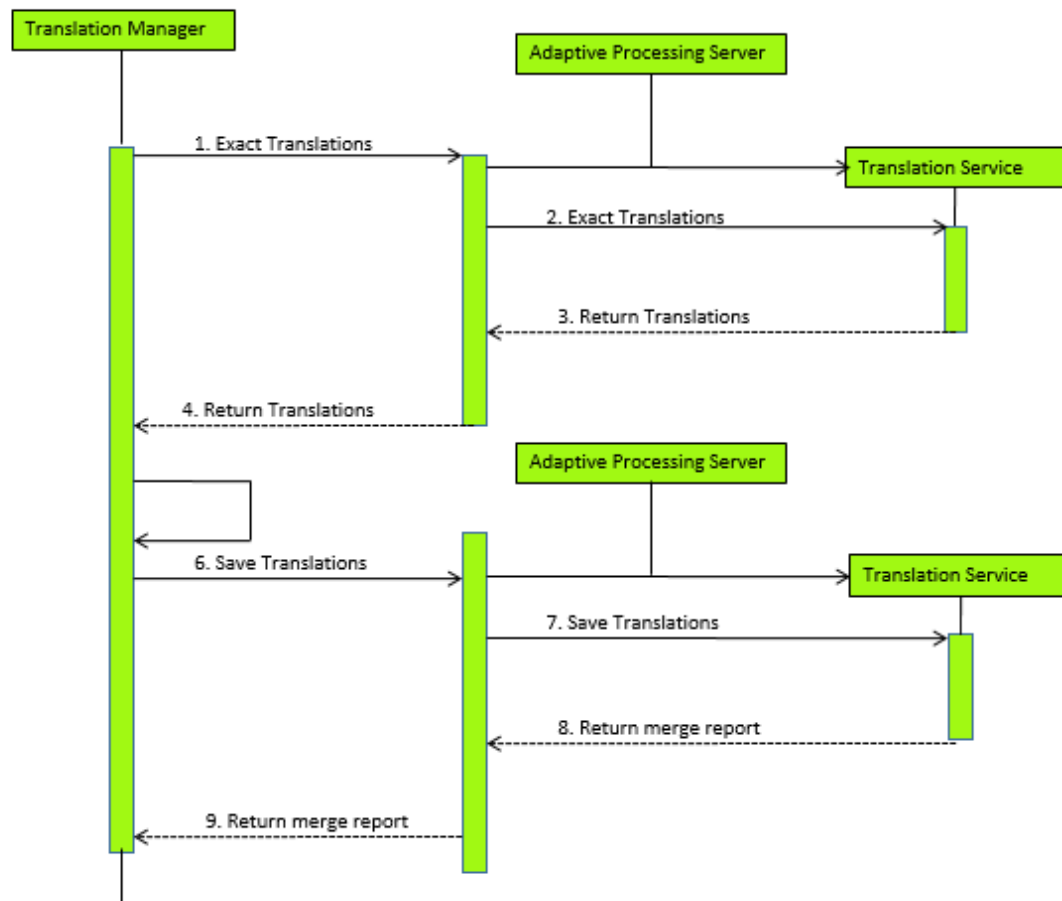 Translation Manager
Adaptive Processing Server
1. Exact Translations
Translation Service
2. Exact Translations
3. Return Translations
4. Return Translations
Adaptive Processing Server
6. Save Translations
Translation Service
7. Save Translations
8. Return merge report
9. Return merge report